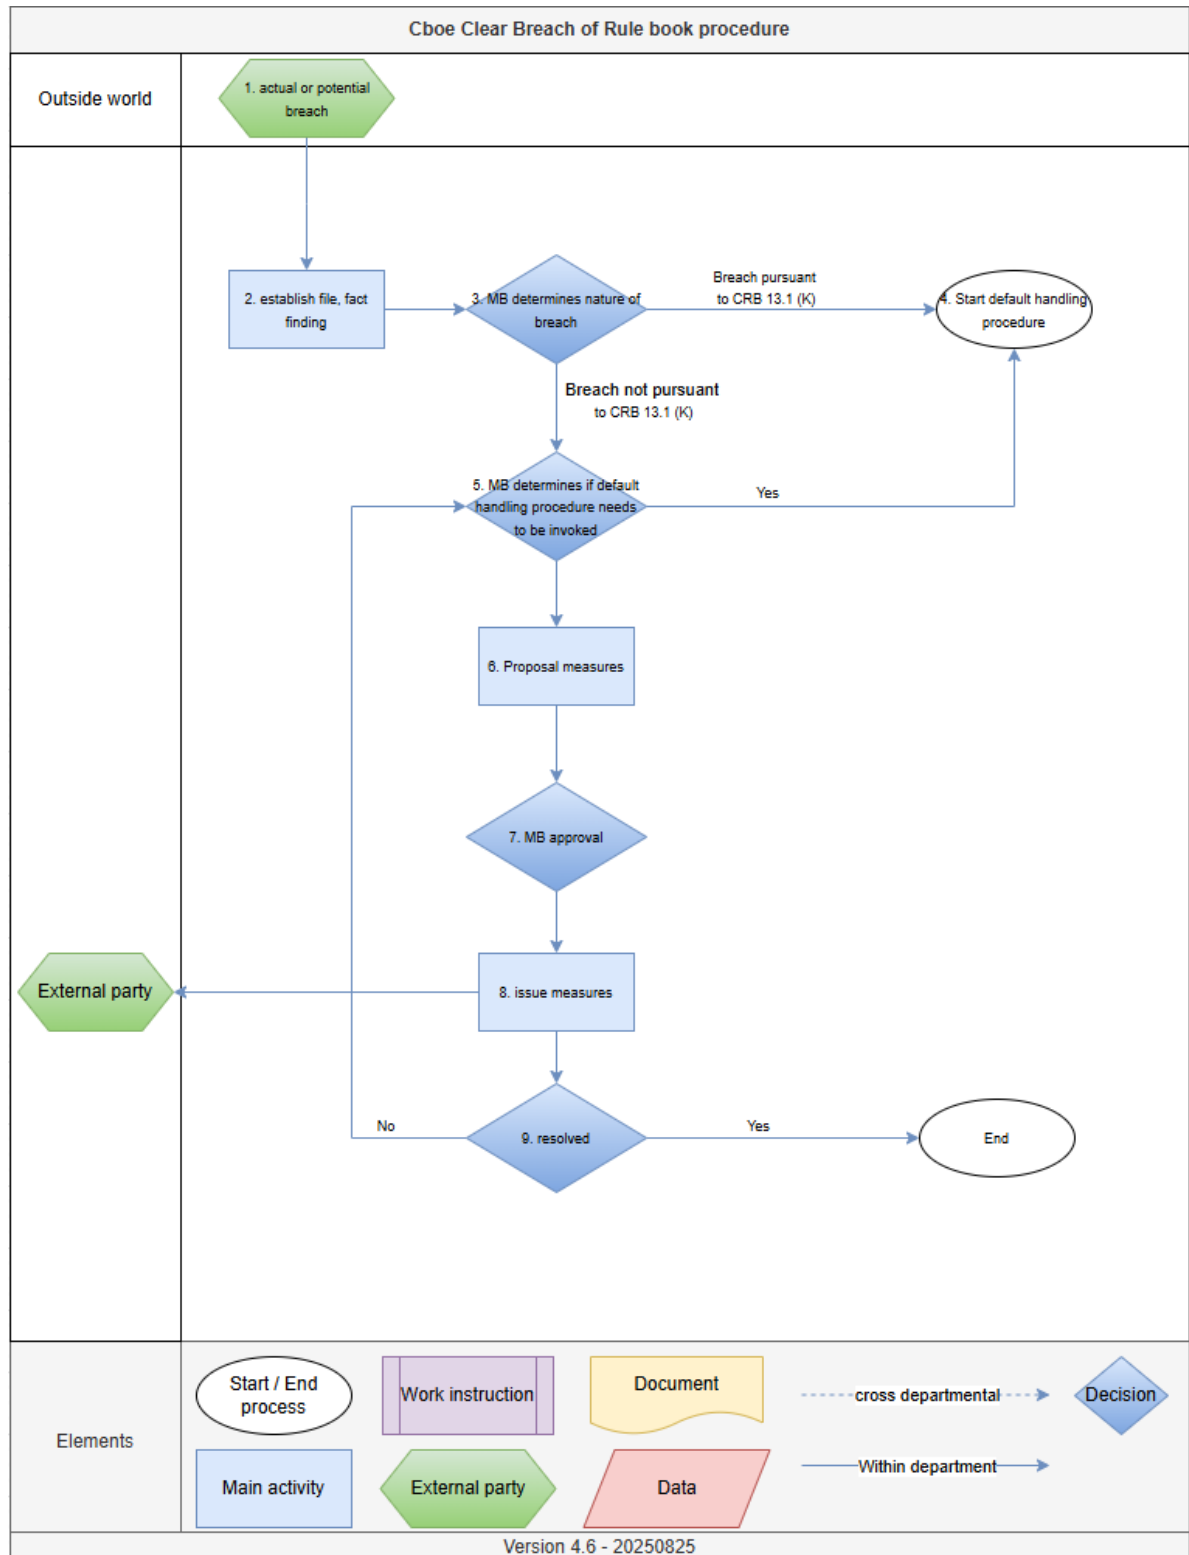 Cboe Clear Breach of Rule book procedure
Outside world
1. actual or potential
breach
2. establish file, fact
finding
3. MB determines nature of
breach
Breach pursuant
to CRB 13.1 (K)
4. Start default handling
procedure
Breach not pursuant
to CRB 13.1 (K)
5. MB determines if default
handling procedure needs
to be invoked
Yes
6. Proposal measures
7. MB approval
External party
8. issue measures
No
9. resolved
Yes
End
Elements
Start / End
process
Work instruction
Document
cross departmental
Decision
Main activity
External party
Data
Within department
Version 4.6 - 20250825